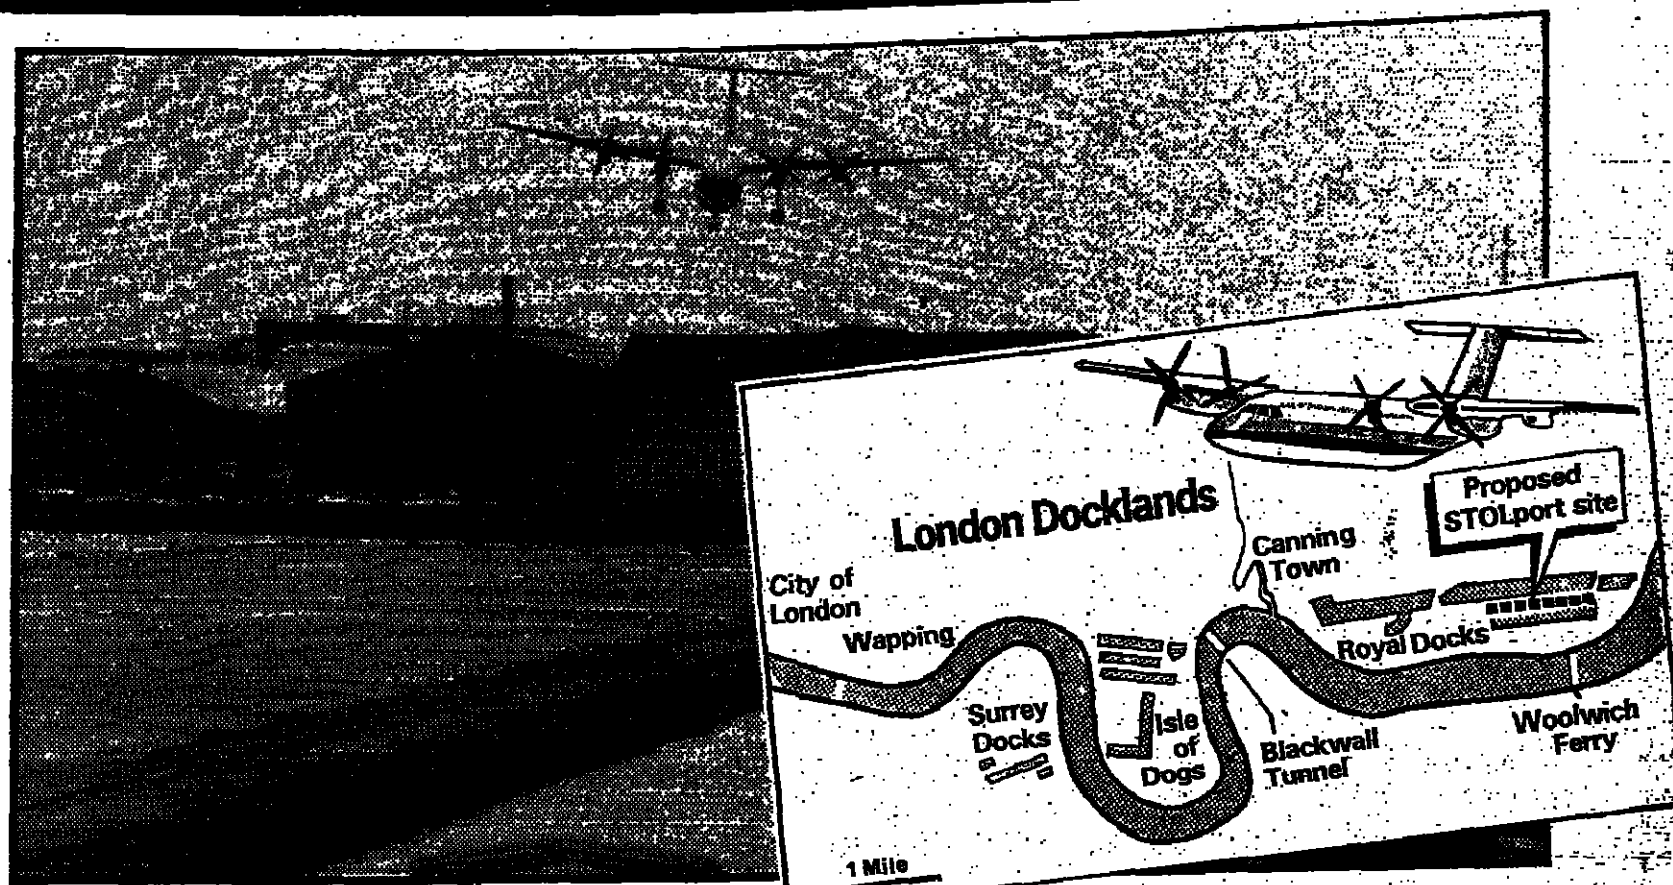 London Docklands
Proposed
STOLport site
Canning
Town
City of
London
Wapping
Royal Docks
Surrey
Docks
Isle
of
Dogs
Blackwall
Tunnel
Woolwich
Ferry
1 Mile